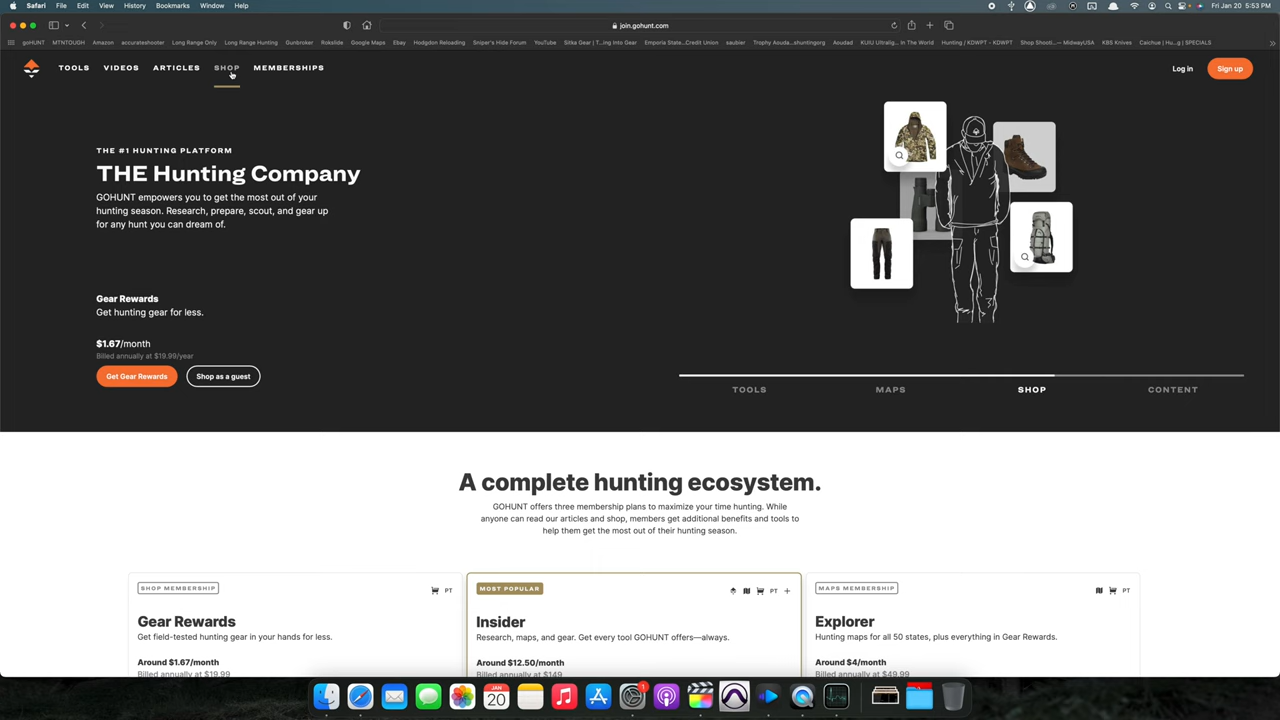 Safari File Edit View History Bookmarks Window Help
Fri Jan 20 5:53 PM
join.gohunt.com
goHUNT MTNTOUGH Amazon accurateshooter Long Range Only Long Range Hunting Gunbroker Rokslide Google Maps Ebay Hodgdon Reloading Sniper's Hide Forum YouTube Sitka Gear | T...ing Into Gear Emporia State...Credit Union saubier Trophy Aouda...shuntingorg Aoudad KUIU Ultralig...In The World Hunting / KDWPT - KDWPT Shop Shooti... — MidwayUSA KBS Knives Caichue | Hu...g | SPECIALS
TOOLS VIDEOS ARTICLES SHOP MEMBERSHIPS
Log in Sign up
THE #1 HUNTING PLATFORM
THE Hunting Company
GOHUNT empowers you to get the most out of your
hunting season. Research, prepare, scout, and gear up
for any hunt you can dream of.
Gear Rewards
Get hunting gear for less.
$1.67/month
Billed annually at $19.99/year
Get Gear Rewards Shop as a guest
TOOLS MAPS SHOP CONTENT
A complete hunting ecosystem.
GOHUNT offers three membership plans to maximize your time hunting. While
anyone can read our articles and shop, members get additional benefits and tools to
help them get the most out of their hunting season.
SHOP MEMBERSHIP PT
Gear Rewards
Get field-tested hunting gear in your hands for less.
Around $1.67/month
Billed annually at $19.99
MOST POPULAR PT +
Insider
Research, maps, and gear. Get every tool GOHUNT offers—always.
Around $12.50/month
Billed annually at $149
MAPS MEMBERSHIP PT
Explorer
Hunting maps for all 50 states, plus everything in Gear Rewards.
Around $4/month
Billed annually at $49.99
JAN
20
1